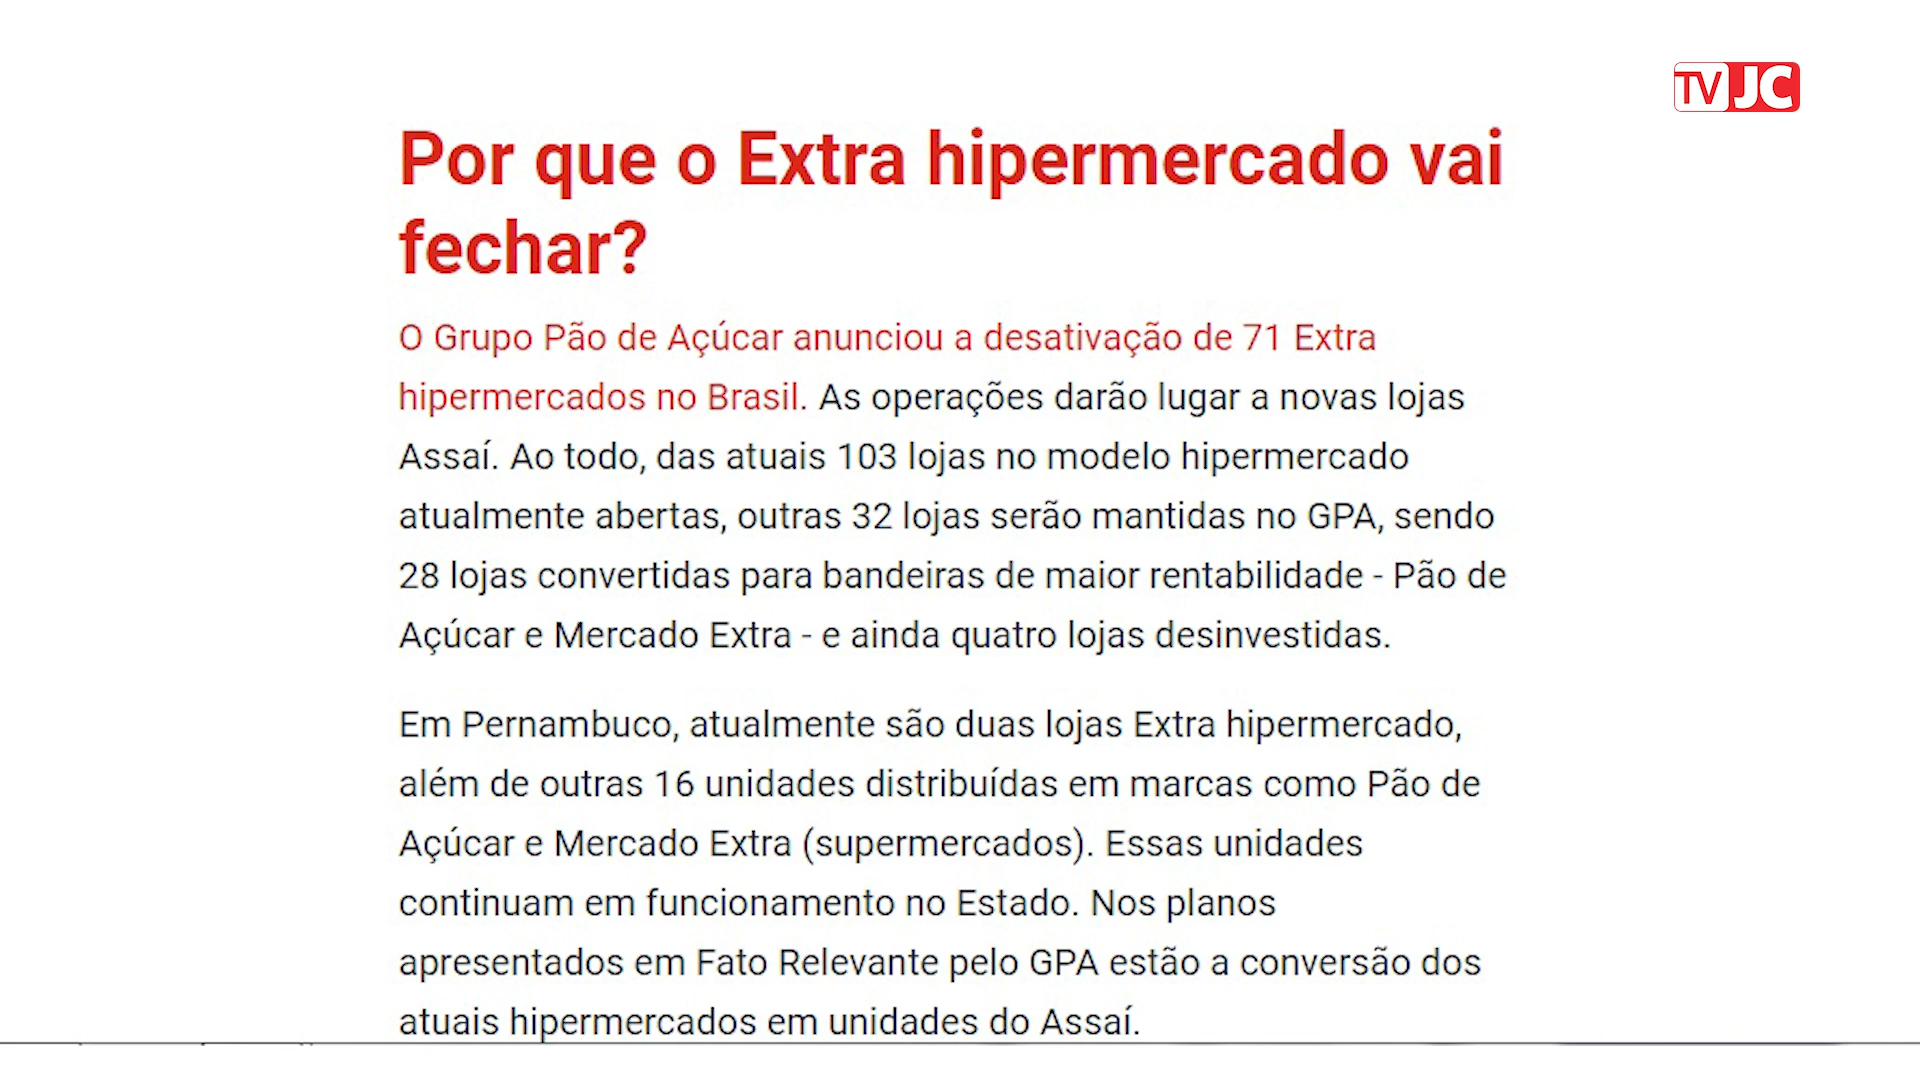 TV JC
Por que o Extra hipermercado vai
fechar?
O Grupo Pão de Açúcar anunciou a desativação de 71 Extra
hipermercados no Brasil. As operações darão lugar a novas lojas
Assaí. Ao todo, das atuais 103 lojas no modelo hipermercado
atualmente abertas, outras 32 lojas serão mantidas no GPA, sendo
28 lojas convertidas para bandeiras de maior rentabilidade - Pão de
Açúcar e Mercado Extra - e ainda quatro lojas desinvestidas.
Em Pernambuco, atualmente são duas lojas Extra hipermercado,
além de outras 16 unidades distribuídas em marcas como Pão de
Açúcar e Mercado Extra (supermercados). Essas unidades
continuam em funcionamento no Estado. Nos planos
apresentados em Fato Relevante pelo GPA estão a conversão dos
atuais hipermercados em unidades do Assaí.